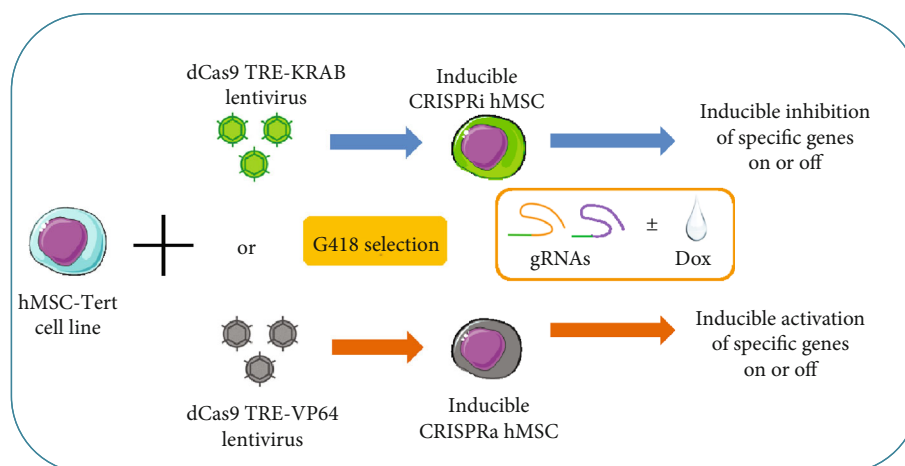 dCas9 TRE-KRAB
lentivirus
Inducible
CRISPRi hMSC
Inducible inhibition
of specific genes
on or off
hMSC-Tert
cell line
or
G418 selection
gRNAs
±
Dox
dCas9 TRE-VP64
lentivirus
Inducible
CRISPRa hMSC
Inducible activation
of specific genes
on or off